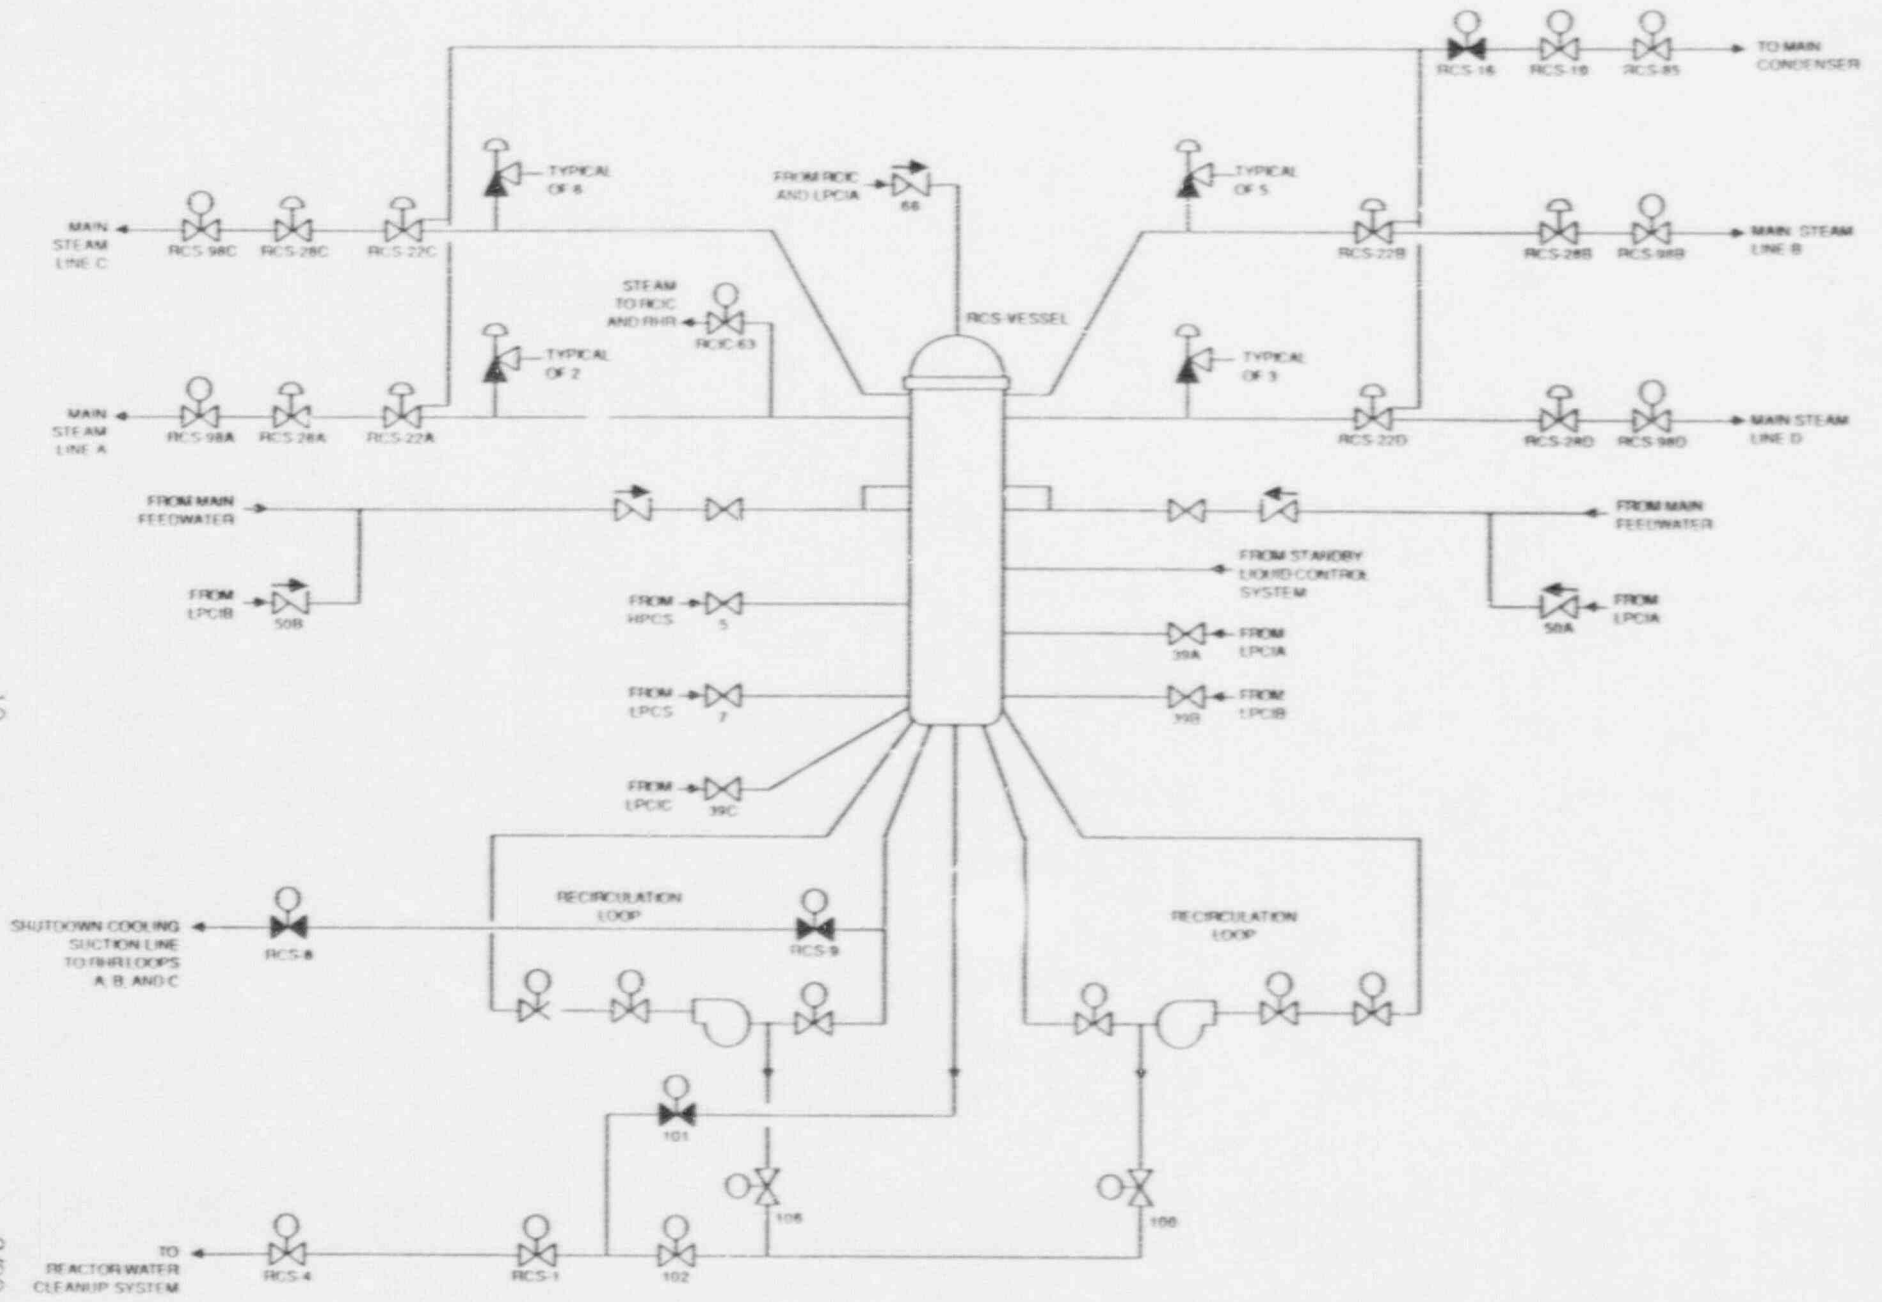 RCS-16
RCS-19
RCS-85
TO MAIN
CONDENSER
TYPICAL
OF 6
FROM RCIC
AND LPCIA
66
TYPICAL
OF 5
MAIN
STEAM
LINE C
RCS-98C
RCS-28C
RCS-22C
RCS-22B
RCS-28B
RCS-98B
MAIN STEAM
LINE B
STEAM
TO RCIC
AND RHR
RCIC-63
RCS-VESSEL
TYPICAL
OF 2
TYPICAL
OF 3
MAIN
STEAM
LINE A
RCS-98A
RCS-28A
RCS-22A
RCS-22D
RCS-28D
RCS-98D
MAIN STEAM
LINE D
FROM MAIN
FEEDWATER
FROM MAIN
FEEDWATER
FROM
LPCIB
50B
FROM STANDBY
LIQUID CONTROL
SYSTEM
FROM
HPCS
5
50A
FROM
LPCIA
39A
FROM
LPCIA
FROM
LPCS
7
39B
FROM
LPCIB
FROM
LPCIC
39C
RECIRCULATION
LOOP
RECIRCULATION
LOOP
SHUTDOWN COOLING
SUCTION LINE
TO RHR LOOPS
A, B, AND C
RCS-8
RCS-9
101
106
100
TO
REACTOR WATER
CLEANUP SYSTEM
RCS-4
RCS-1
102